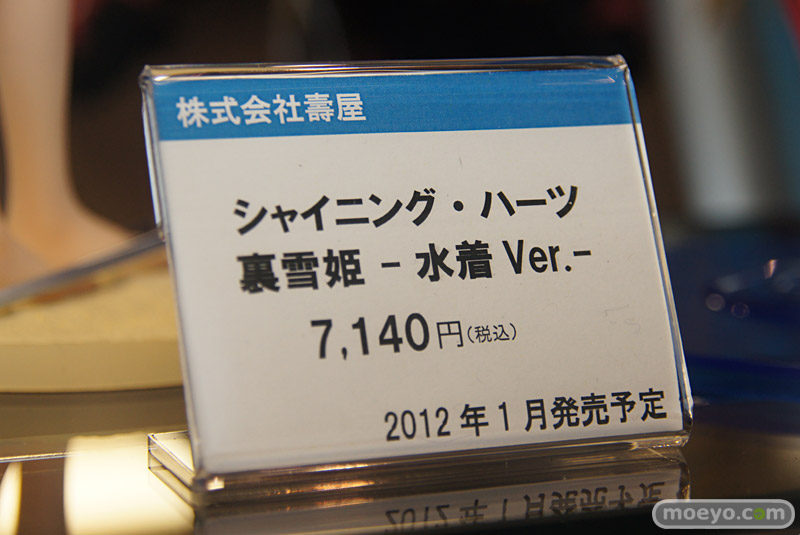 株式会社壽屋
シャイニング・ハーツ
裏雪姫 － 水着 Ver.－
7,140円(税込)
2012年1月発売予定
moeyo.com